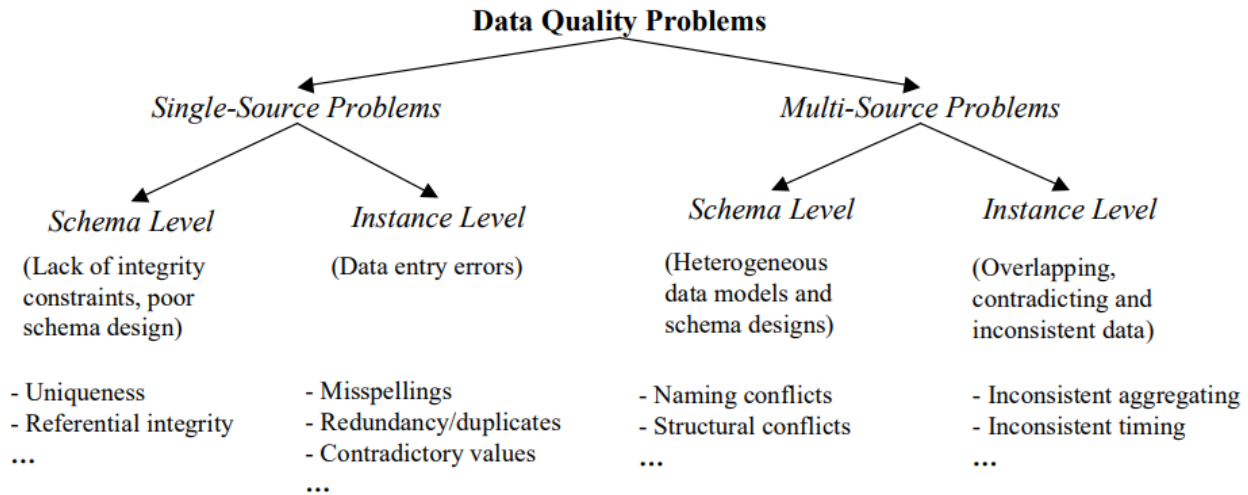 Data Quality Problems
Single-Source Problems
Multi-Source Problems
Schema Level
Instance Level
Schema Level
Instance Level
(Lack of integrity
constraints, poor
schema design)
(Data entry errors)
(Heterogeneous
data models and
schema designs)
(Overlapping,
contradicting and
inconsistent data)
- Uniqueness
- Referential integrity
...
- Misspellings
- Redundancy/duplicates
- Contradictory values
...
- Naming conflicts
- Structural conflicts
...
- Inconsistent aggregating
- Inconsistent timing
...